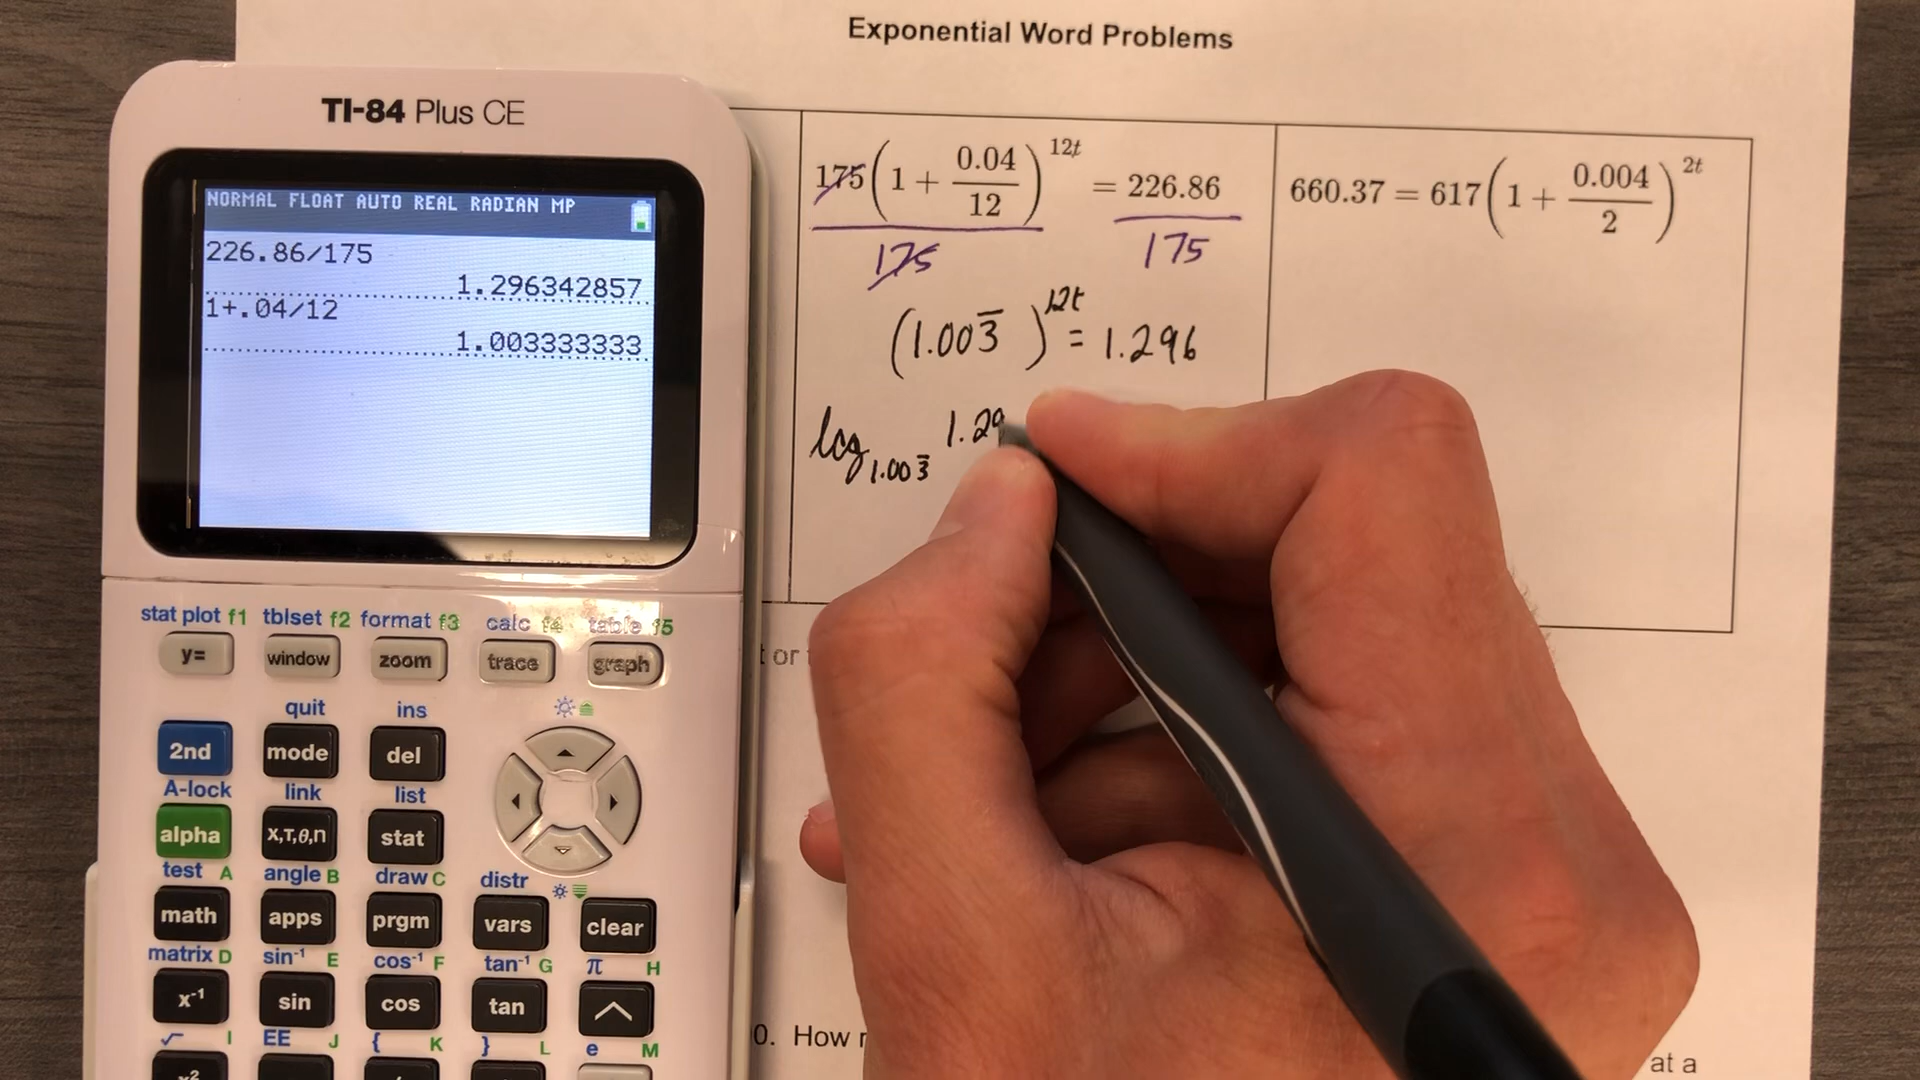 Exponential Word Problems
TI-84 Plus CE
NORMAL FLOAT AUTO REAL RADIAN MP
226.86/175
1.296342857
1+.04/12
1.003333333
175(1 + 0.04/12)^12t = 226.86
175 175
(1.003̅)^12t = 1.296
log 1.003̅ 1.29
660.37 = 617(1 + 0.004/2)^2t
stat plot f1 tblset f2 format f3 calc f4 table f5
y= window zoom trace graph
quit ins
2nd mode del
A-lock link list
alpha X,T,θ,n stat
test A angle B draw C distr
math apps prgm vars clear
matrix D sin⁻¹ E cos⁻¹ F tan⁻¹ G π H
x⁻¹ sin cos tan ^
√ I EE J { K } L e M
x²
t or
0. How
at a